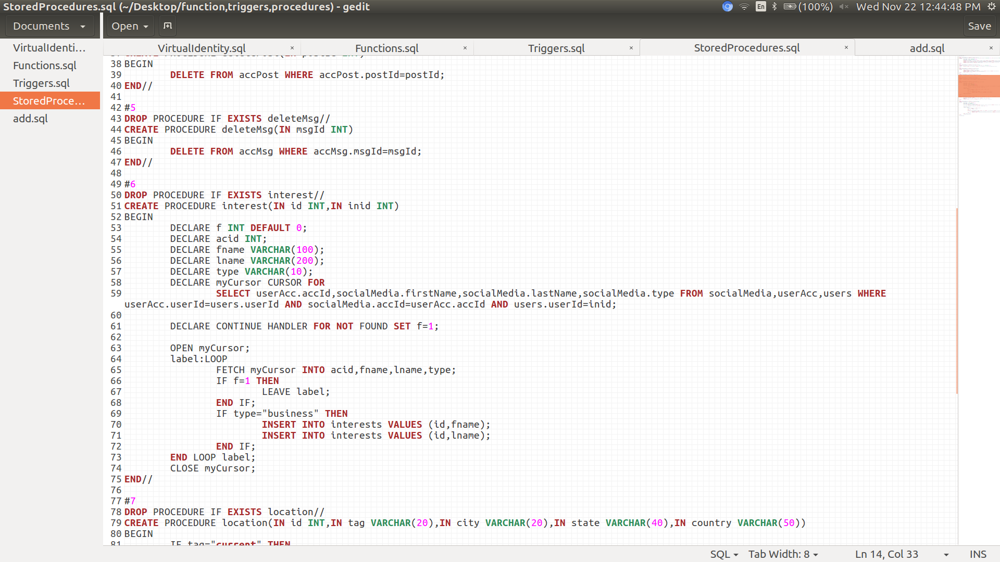 StoredProcedures.sql (~/Desktop/function,triggers,procedures) - gedit
En
(100%)
Wed Nov 22 12:44:48 PM
Documents
Open
Save
VirtualIdenti...
Functions.sql
Triggers.sql
StoredProce...
add.sql
VirtualIdentity.sql ×
Functions.sql ×
Triggers.sql ×
StoredProcedures.sql ×
add.sql ×
38 BEGIN
39 DELETE FROM accPost WHERE accPost.postId=postId;
40 END//
41
42 #5
43 DROP PROCEDURE IF EXISTS deleteMsg//
44 CREATE PROCEDURE deleteMsg(IN msgId INT)
45 BEGIN
46 DELETE FROM accMsg WHERE accMsg.msgId=msgId;
47 END//
48
49 #6
50 DROP PROCEDURE IF EXISTS interest//
51 CREATE PROCEDURE interest(IN id INT,IN inid INT)
52 BEGIN
53 DECLARE f INT DEFAULT 0;
54 DECLARE acid INT;
55 DECLARE fname VARCHAR(100);
56 DECLARE lname VARCHAR(200);
57 DECLARE type VARCHAR(10);
58 DECLARE myCursor CURSOR FOR
59 SELECT userAcc.accId,socialMedia.firstName,socialMedia.lastName,socialMedia.type FROM socialMedia,userAcc,users WHERE
userAcc.userId=users.userId AND socialMedia.accId=userAcc.accId AND users.userId=inid;
60
61 DECLARE CONTINUE HANDLER FOR NOT FOUND SET f=1;
62
63 OPEN myCursor;
64 label:LOOP
65 FETCH myCursor INTO acid,fname,lname,type;
66 IF f=1 THEN
67 LEAVE label;
68 END IF;
69 IF type="business" THEN
70 INSERT INTO interests VALUES (id,fname);
71 INSERT INTO interests VALUES (id,lname);
72 END IF;
73 END LOOP label;
74 CLOSE myCursor;
75 END//
76
77 #7
78 DROP PROCEDURE IF EXISTS location//
79 CREATE PROCEDURE location(IN id INT,IN tag VARCHAR(20),IN city VARCHAR(20),IN state VARCHAR(40),IN country VARCHAR(50))
80 BEGIN
81 IF tag="current" THEN
SQL
Tab Width: 8
Ln 14, Col 33
INS